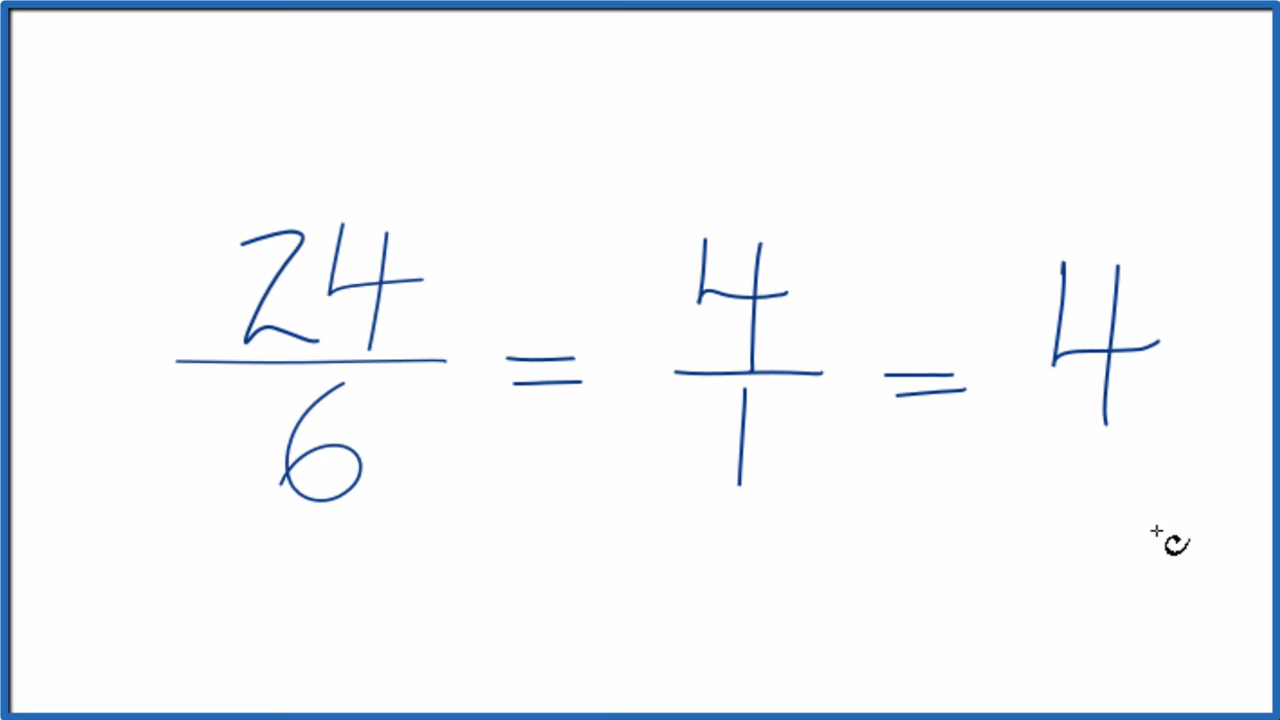 24/6 = 4/1 = 4